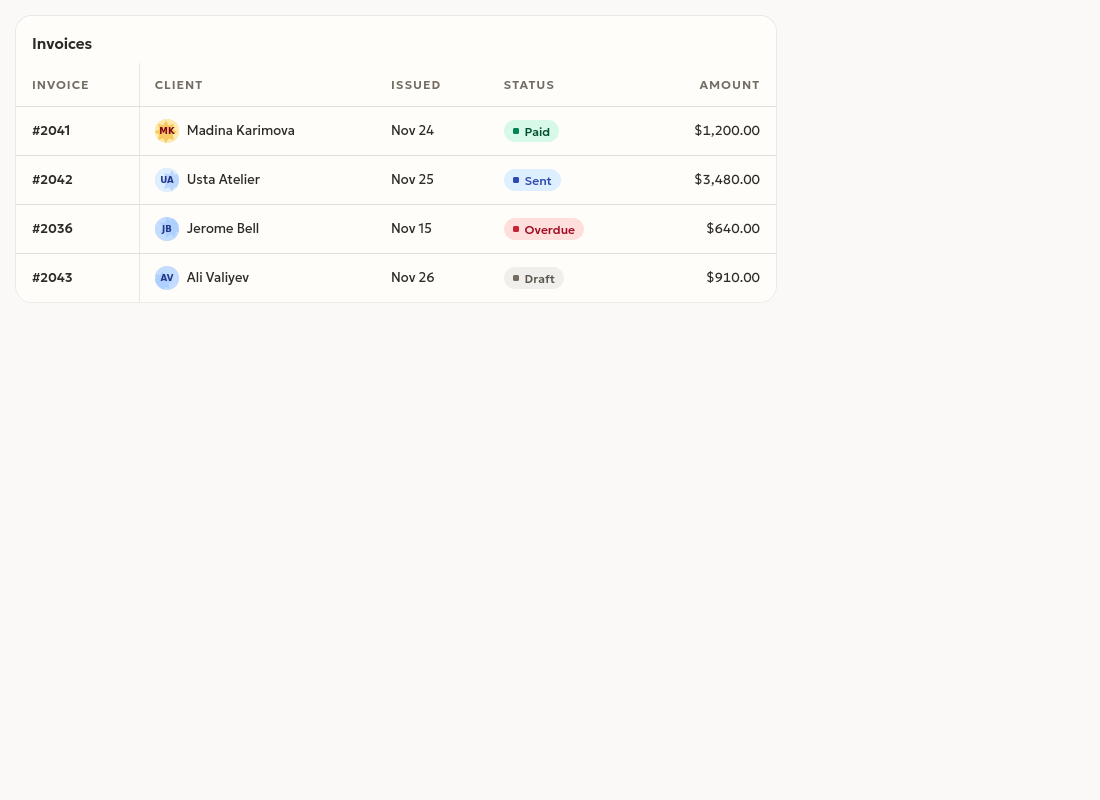 Invoices
INVOICE CLIENT ISSUED STATUS AMOUNT
#2041 MK Madina Karimova Nov 24 Paid $1,200.00
#2042 UA Usta Atelier Nov 25 Sent $3,480.00
#2036 JB Jerome Bell Nov 15 Overdue $640.00
#2043 AV Ali Valiyev Nov 26 Draft $910.00